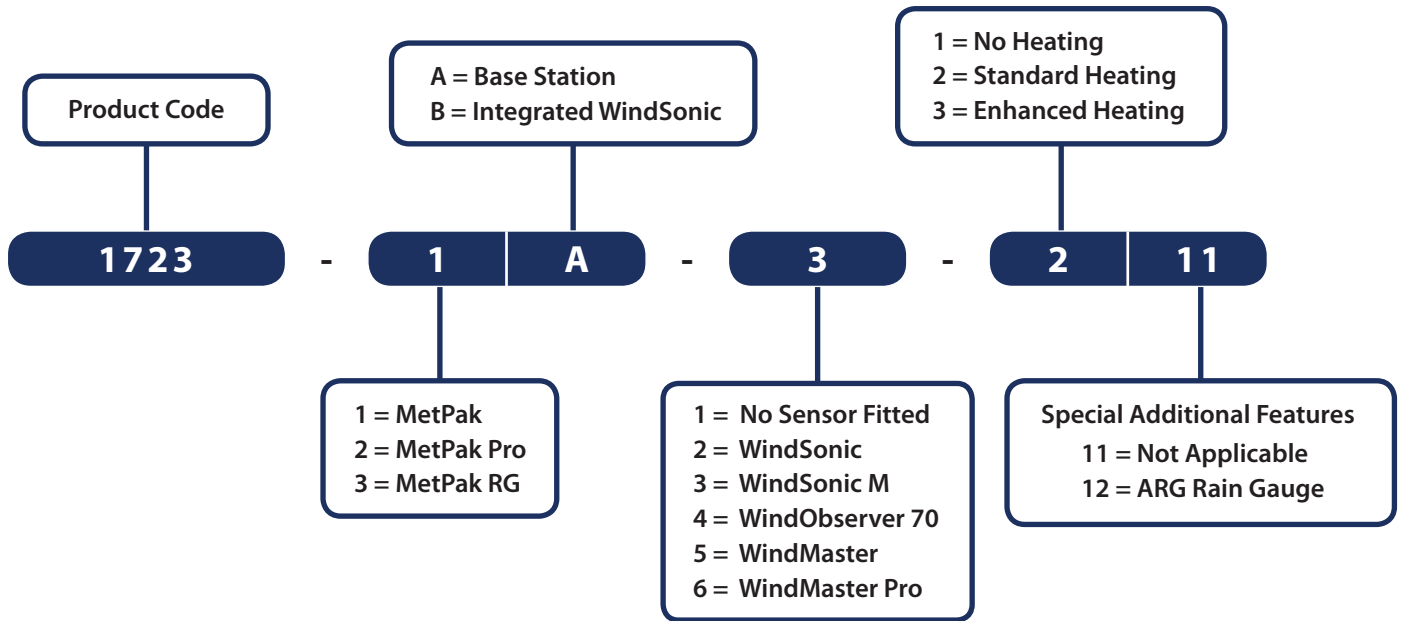 Product Code
A = Base Station
B = Integrated WindSonic
1 = No Heating
2 = Standard Heating
3 = Enhanced Heating
1723 - 1 A - 3 - 2 11
1 = MetPak
2 = MetPak Pro
3 = MetPak RG
1 = No Sensor Fitted
2 = WindSonic
3 = WindSonic M
4 = WindObserver 70
5 = WindMaster
6 = WindMaster Pro
Special Additional Features
11 = Not Applicable
12 = ARG Rain Gauge